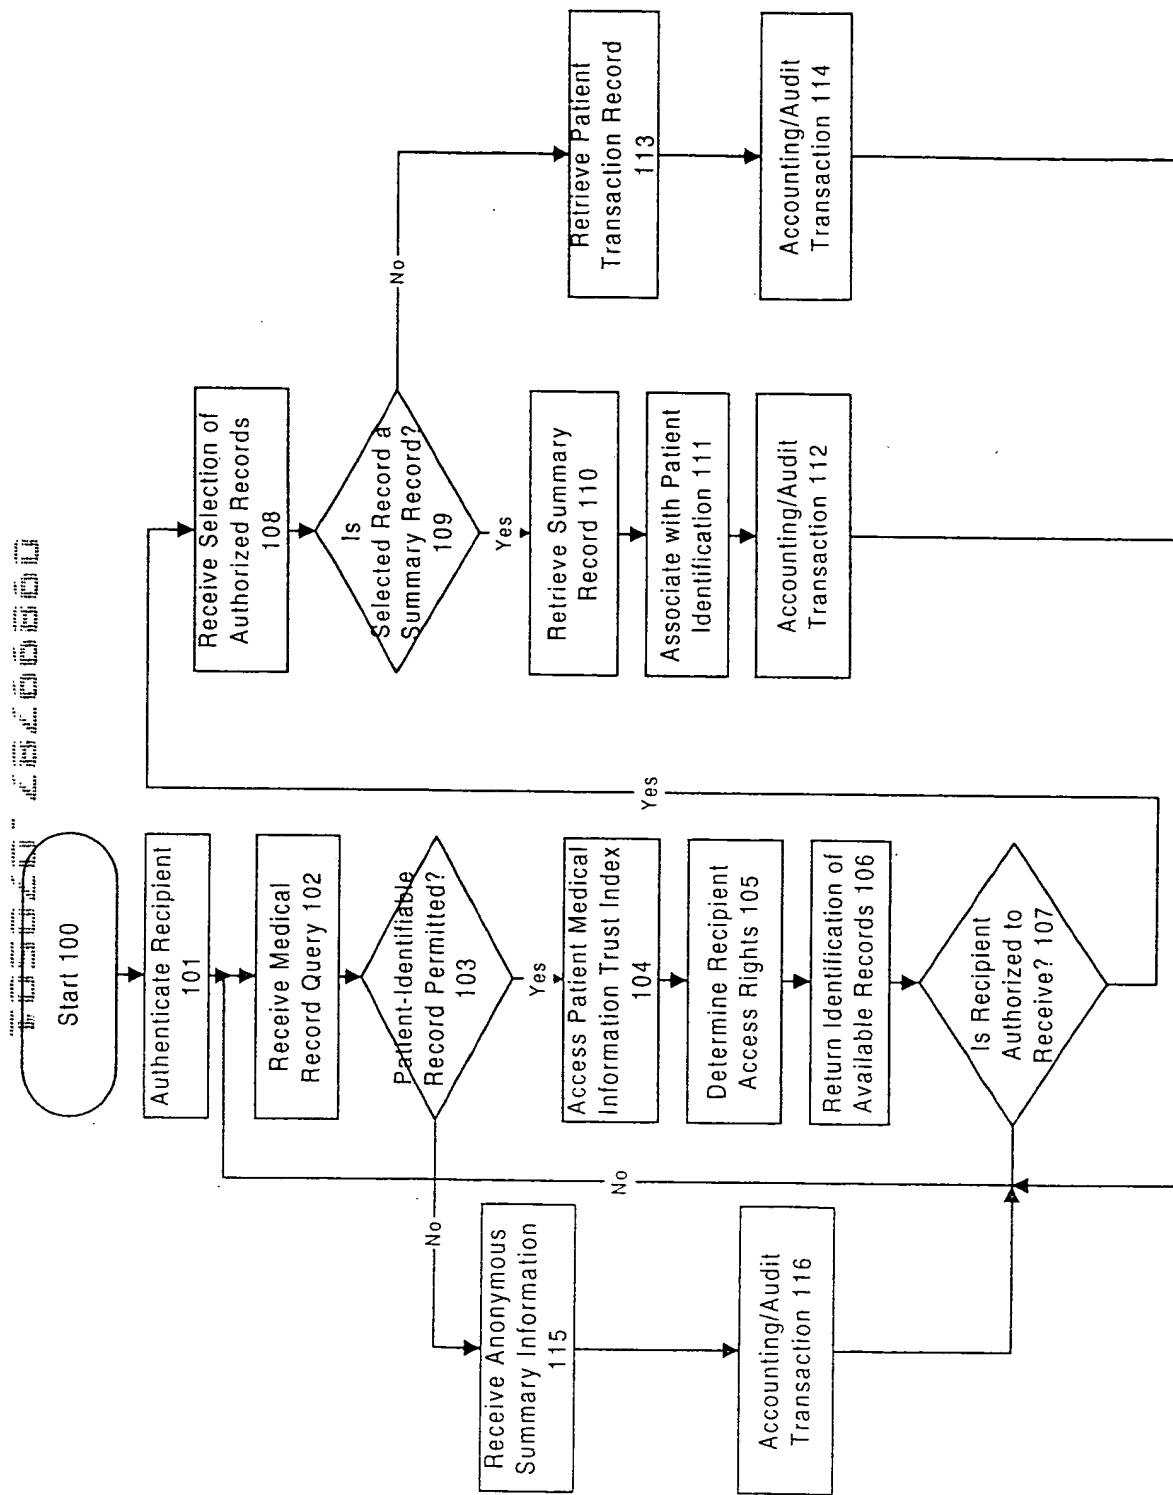 Start 100
Authenticate Recipient
101
Receive Medical
Record Query 102
Patient-Identifiable
Record Permitted?
103
No
Yes
Access Patient Medical
Information Trust Index
104
Determine Recipient
Access Rights 105
Return Identification of
Available Records 106
Is Recipient
Authorized to
Receive? 107
No
Yes
Receive Anonymous
Summary Information
115
Accounting/Audit
Transaction 116
Receive Selection of
Authorized Records
108
Is
Selected Record a
Summary Record?
109
No
Yes
Retrieve Summary
Record 110
Associate with Patient
Identification 111
Accounting/Audit
Transaction 112
Retrieve Patient
Transaction Record
113
Accounting/Audit
Transaction 114